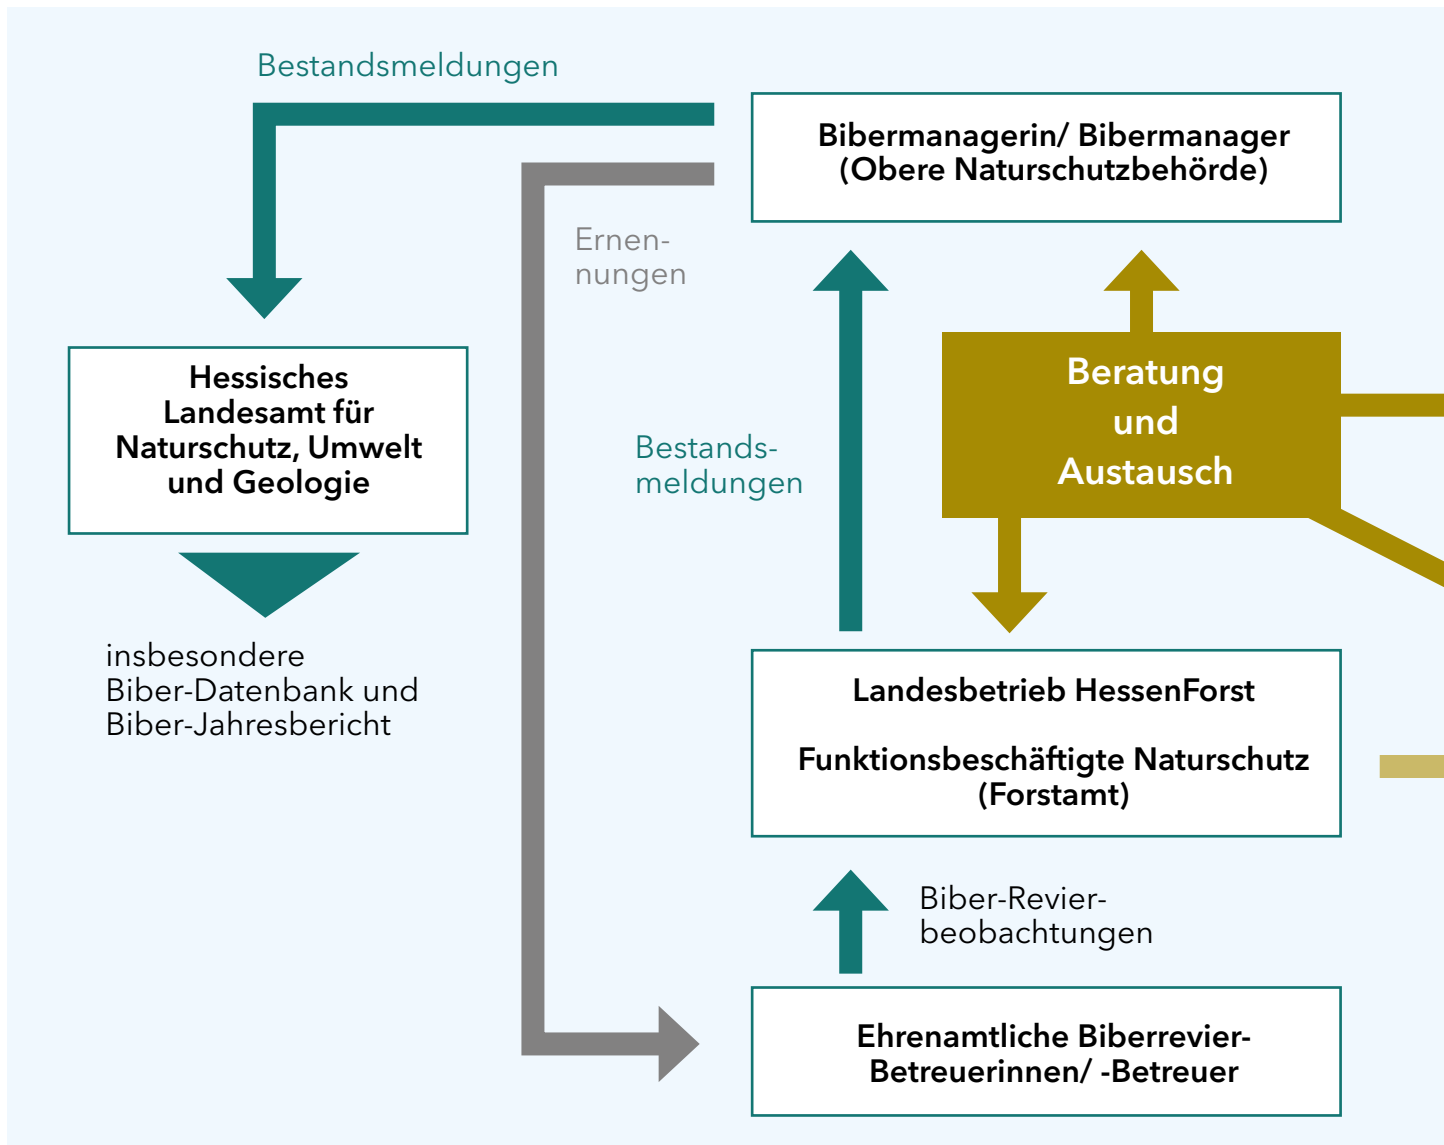 Bestandsmeldungen
Bibermanagerin/ Bibermanager
(Obere Naturschutzbehörde)
Ernen-
nungen
Hessisches
Landesamt für
Naturschutz, Umwelt
und Geologie
Beratung
und
Austausch
Bestands-
meldungen
insbesondere
Biber-Datenbank und
Biber-Jahresbericht
Landesbetrieb HessenForst
Funktionsbeschäftigte Naturschutz
(Forstamt)
Biber-Revier-
beobachtungen
Ehrenamtliche Biberrevier-
Betreuerinnen/ -Betreuer